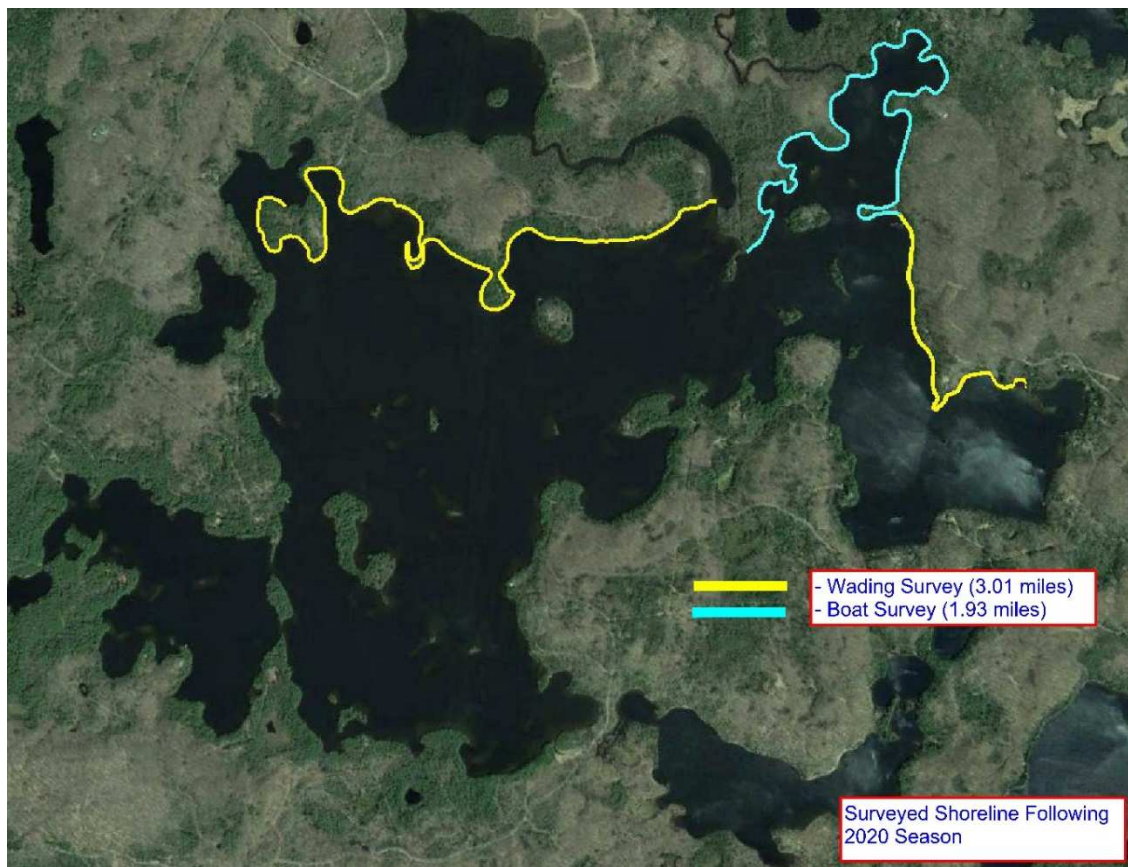 - Wading Survey (3.01 miles)
- Boat Survey (1.93 miles)
Surveyed Shoreline Following
2020 Season